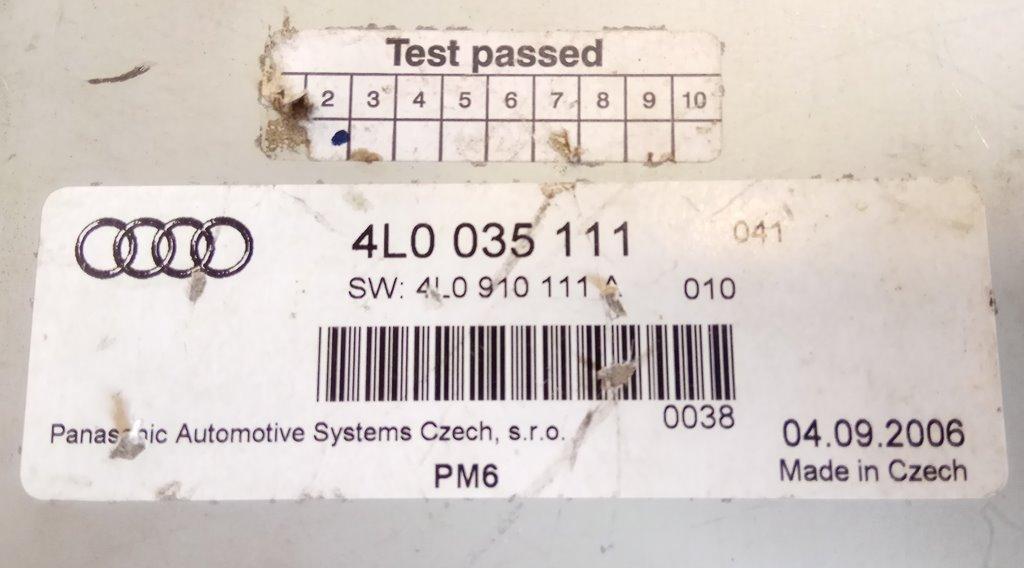 Test passed
2 3 4 5 6 7 8 9 10
4L0 035 111 041
SW: 4L0 910 111 A 010
0038
Panasonic Automotive Systems Czech, s.r.o.
04.09.2006
PM6
Made in Czech